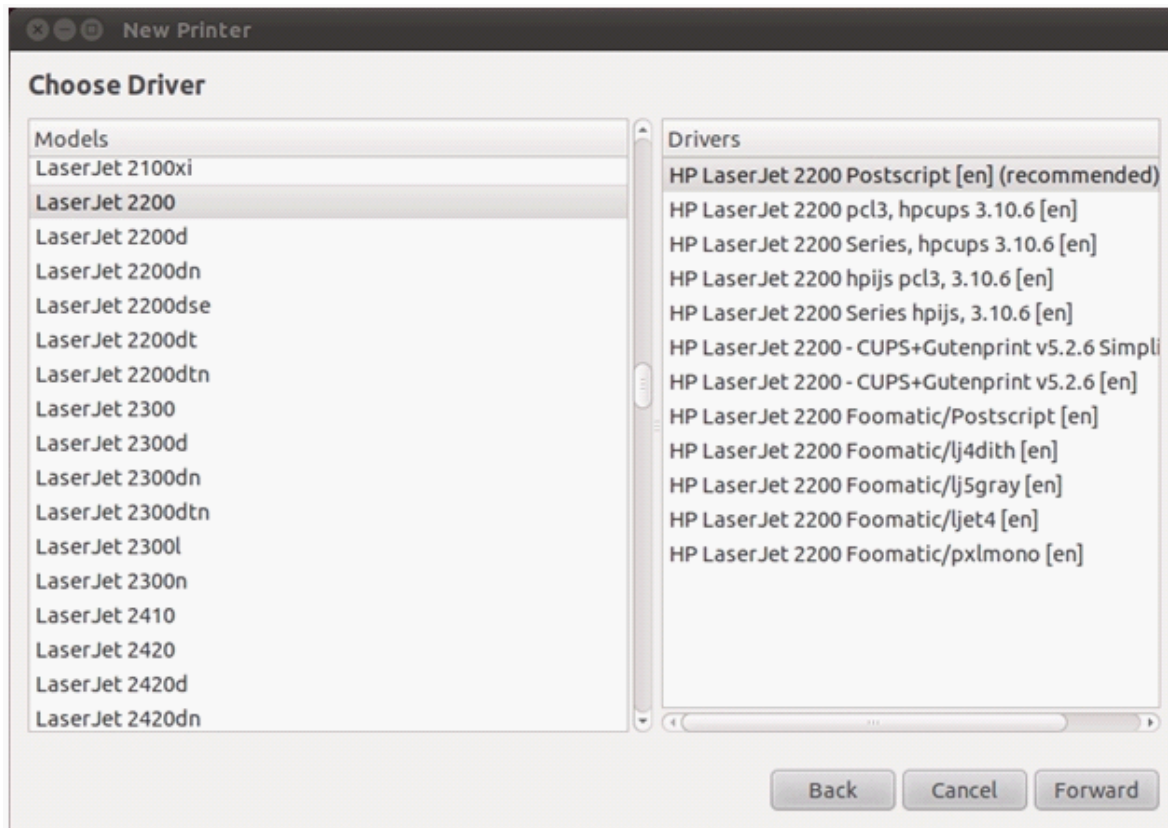 New Printer
Choose Driver
Models
LaserJet 2100xi
LaserJet 2200
LaserJet 2200d
LaserJet 2200dn
LaserJet 2200dse
LaserJet 2200dt
LaserJet 2200dtn
LaserJet 2300
LaserJet 2300d
LaserJet 2300dn
LaserJet 2300dtn
LaserJet 2300l
LaserJet 2300n
LaserJet 2410
LaserJet 2420
LaserJet 2420d
LaserJet 2420dn
Drivers
HP LaserJet 2200 Postscript [en] (recommended)
HP LaserJet 2200 pcl3, hpcups 3.10.6 [en]
HP LaserJet 2200 Series, hpcups 3.10.6 [en]
HP LaserJet 2200 hpijs pcl3, 3.10.6 [en]
HP LaserJet 2200 Series hpijs, 3.10.6 [en]
HP LaserJet 2200 - CUPS+Gutenprint v5.2.6 Simpli
HP LaserJet 2200 - CUPS+Gutenprint v5.2.6 [en]
HP LaserJet 2200 Foomatic/Postscript [en]
HP LaserJet 2200 Foomatic/lj4dith [en]
HP LaserJet 2200 Foomatic/lj5gray [en]
HP LaserJet 2200 Foomatic/ljet4 [en]
HP LaserJet 2200 Foomatic/pxlmono [en]
Back Cancel Forward